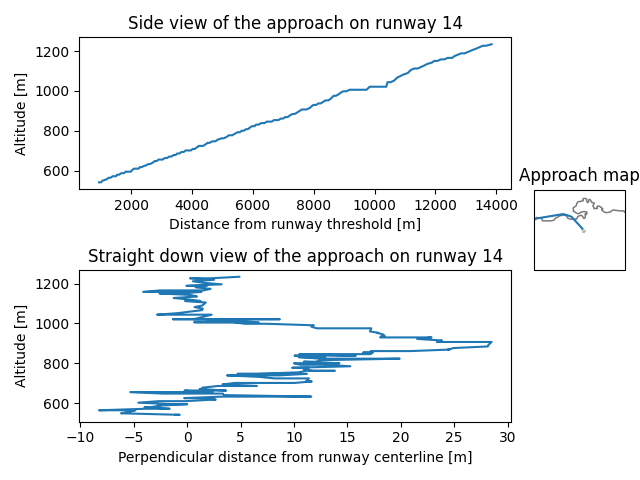 Side view of the approach on runway 14
1200
1000
800
600
Altitude [m]
2000 4000 6000 8000 10000 12000 14000
Distance from runway threshold [m]
Approach map
Straight down view of the approach on runway 14
1200
1000
800
600
Altitude [m]
−10 −5 0 5 10 15 20 25 30
Perpendicular distance from runway centerline [m]